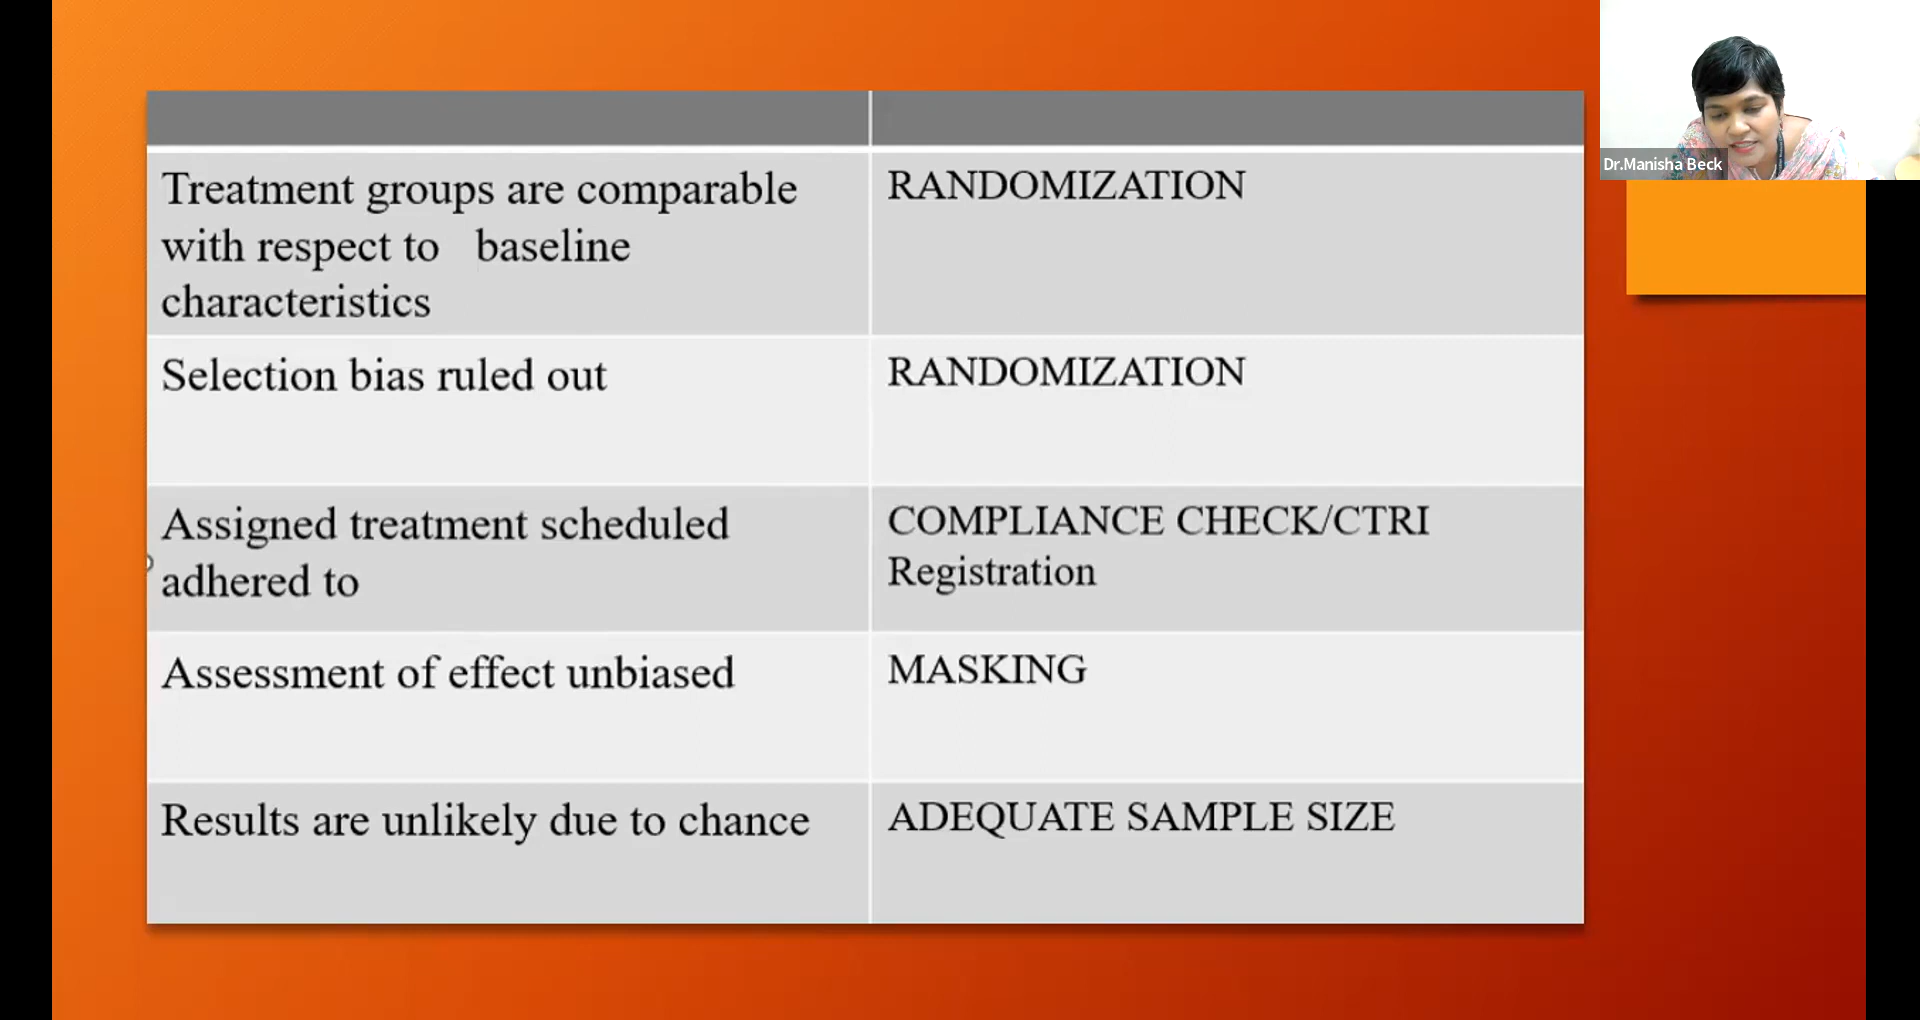 Treatment groups are comparable
with respect to baseline
characteristics
RANDOMIZATION
Selection bias ruled out
RANDOMIZATION
Assigned treatment scheduled
adhered to
COMPLIANCE CHECK/CTRI
Registration
Assessment of effect unbiased
MASKING
Results are unlikely due to chance
ADEQUATE SAMPLE SIZE
Dr.Manisha Beck